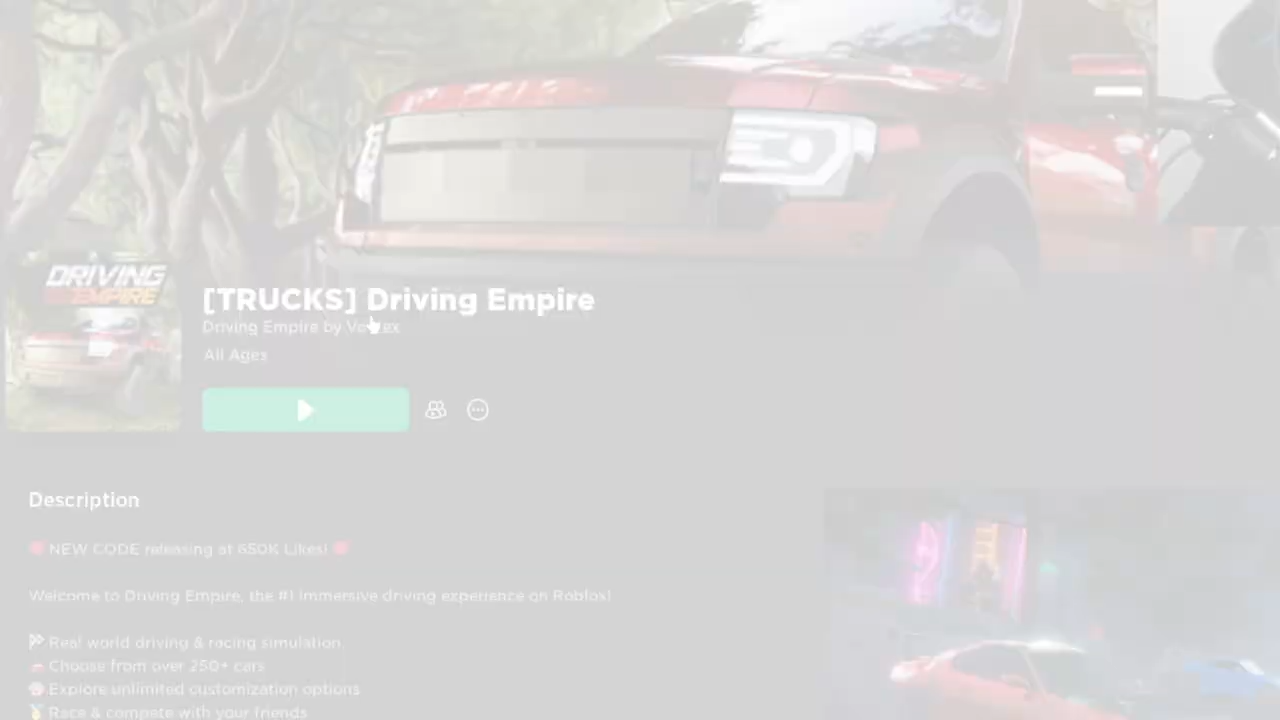 DRIVING
EMPIRE
[TRUCKS] Driving Empire
Driving Empire by
All Ages
Description
NEW CODE releasing at 650K Likes!
Welcome to Driving Empire, the #1 immersive driving experience on Roblox!
Real world driving & racing simulation
Choose from over 250+ cars
Explore unlimited customization options
Race & compete with your friends